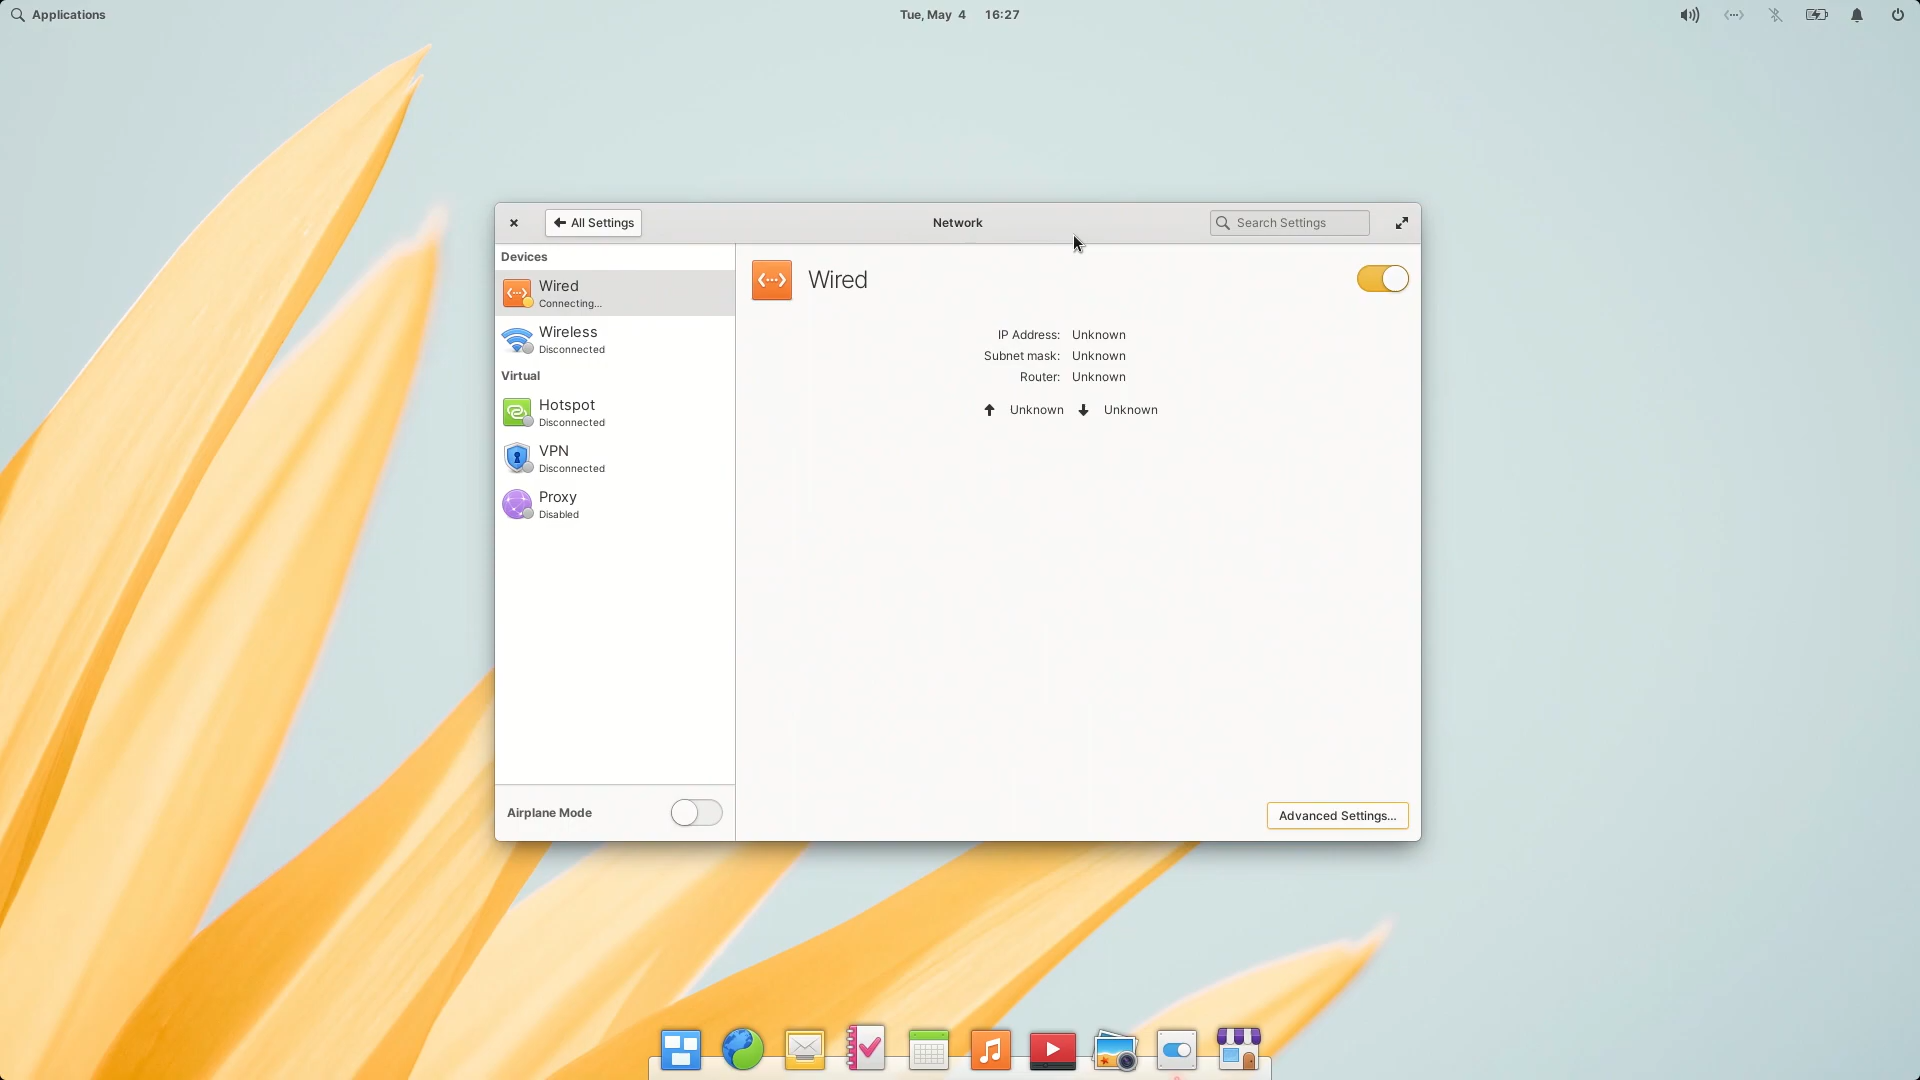 Applications
Tue, May 4 16:27
All Settings
Network
Search Settings
Devices
Wired
Connecting...
Wireless
Disconnected
Virtual
Hotspot
Disconnected
VPN
Disconnected
Proxy
Disabled
Airplane Mode
Wired
IP Address: Unknown
Subnet mask: Unknown
Router: Unknown
Unknown Unknown
Advanced Settings...